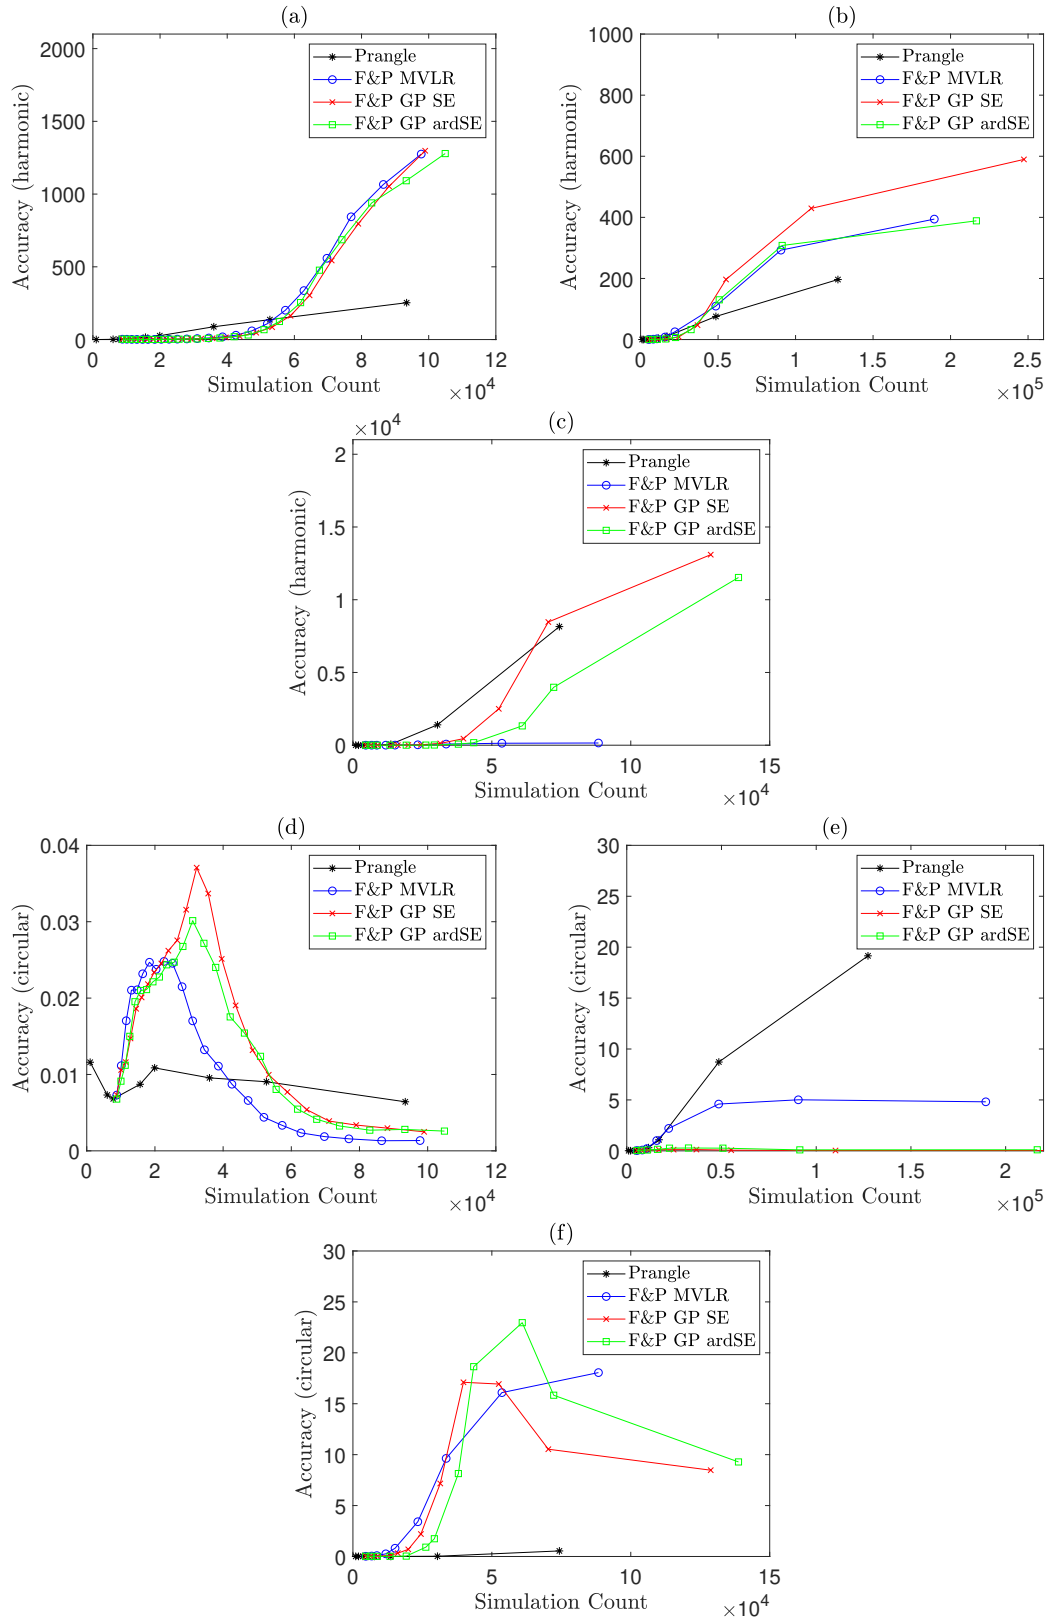 (a)
2000
1500
1000
500
0
Accuracy (harmonic)
Prangle
F&P MVLR
F&P GP SE
F&P GP ardSE
0 2 4 6 8 10 12
Simulation Count
×10^4
(b)
1000
800
600
400
200
0
Accuracy (harmonic)
Prangle
F&P MVLR
F&P GP SE
F&P GP ardSE
0 0.5 1 1.5 2 2.5
Simulation Count
×10^5
(c)
×10^4
2
1.5
1
0.5
0
Accuracy (harmonic)
Prangle
F&P MVLR
F&P GP SE
F&P GP ardSE
0 5 10 15
Simulation Count
×10^4
(d)
0.04
0.03
0.02
0.01
0
Accuracy (circular)
Prangle
F&P MVLR
F&P GP SE
F&P GP ardSE
0 2 4 6 8 10 12
Simulation Count
×10^4
(e)
30
25
20
15
10
5
0
Accuracy (circular)
Prangle
F&P MVLR
F&P GP SE
F&P GP ardSE
0 0.5 1 1.5 2
Simulation Count
×10^5
(f)
30
25
20
15
10
5
0
Accuracy (circular)
Prangle
F&P MVLR
F&P GP SE
F&P GP ardSE
0 5 10 15
Simulation Count
×10^4